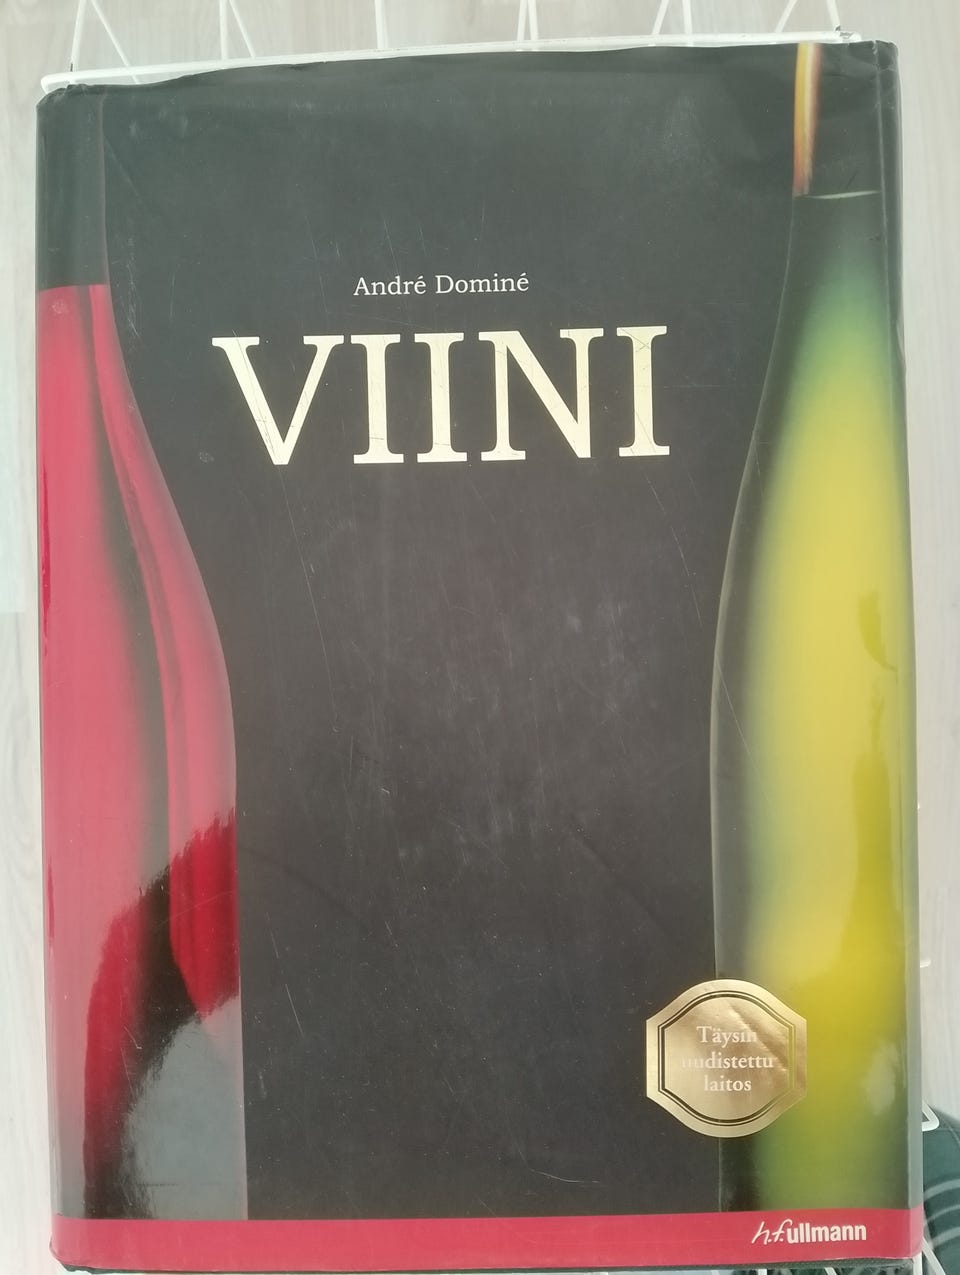 André Dominé
VIINI
Täysin
uudistettu
laitos
h.f.ullmann